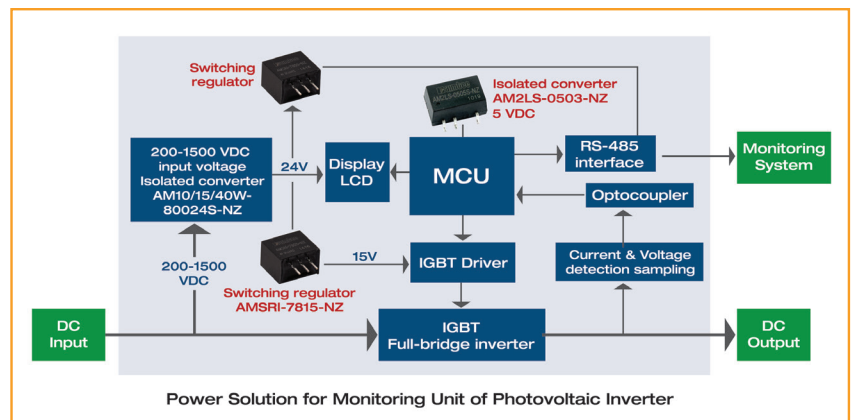 Switching
regulator
Isolated converter
AM2LS-0503-NZ
5 VDC
200-1500 VDC
input voltage
Isolated converter
AM10/15/40W-
80024S-NZ
24V
Display
LCD
MCU
RS-485
interface
Monitoring
System
Optocoupler
15V
IGBT Driver
Current & Voltage
detection sampling
200-1500
VDC
Switching regulator
AMSRI-7815-NZ
DC
Input
IGBT
Full-bridge inverter
DC
Output
Power Solution for Monitoring Unit of Photovoltaic Inverter